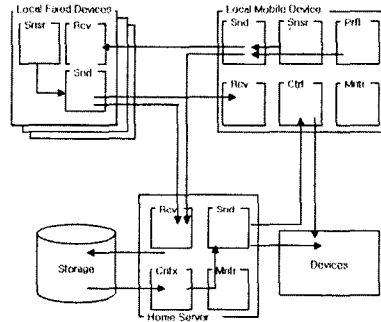 Local Fixed Devices
Snsr
Rcv
Snd
Local Mobile Device
Snd
Snsr
Prfl
Rcv
Ctrl
Mntr
Rcv
Snd
Cntx
Mntr
Home Server
Storage
Devices